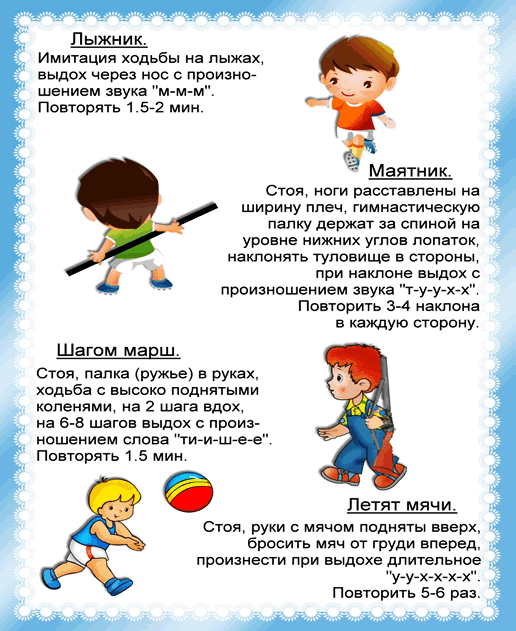 Лыжник.
Имитация ходьбы на лыжах,
выдох через нос с произно-
шением звука "м-м-м".
Повторять 1.5-2 мин.
Маятник.
Стоя, ноги расставлены на
ширину плеч, гимнастическую
палку держат за спиной на
уровне нижних углов лопаток,
наклонять туловище в стороны,
при наклоне выдох с
произношением звука "т-у-у-х-х".
Повторить 3-4 наклона
в каждую сторону.
Шагом марш.
Стоя, палка (ружье) в руках,
ходьба с высоко поднятыми
коленями, на 2 шага вдох,
на 6-8 шагов выдох с произ-
ношением слова "ти-и-ш-е-е".
Повторять 1.5 мин.
Летят мячи.
Стоя, руки с мячом подняты вверх,
бросить мяч от груди вперед,
произнести при выдохе длительное
"у-у-х-х-х-х".
Повторить 5-6 раз.